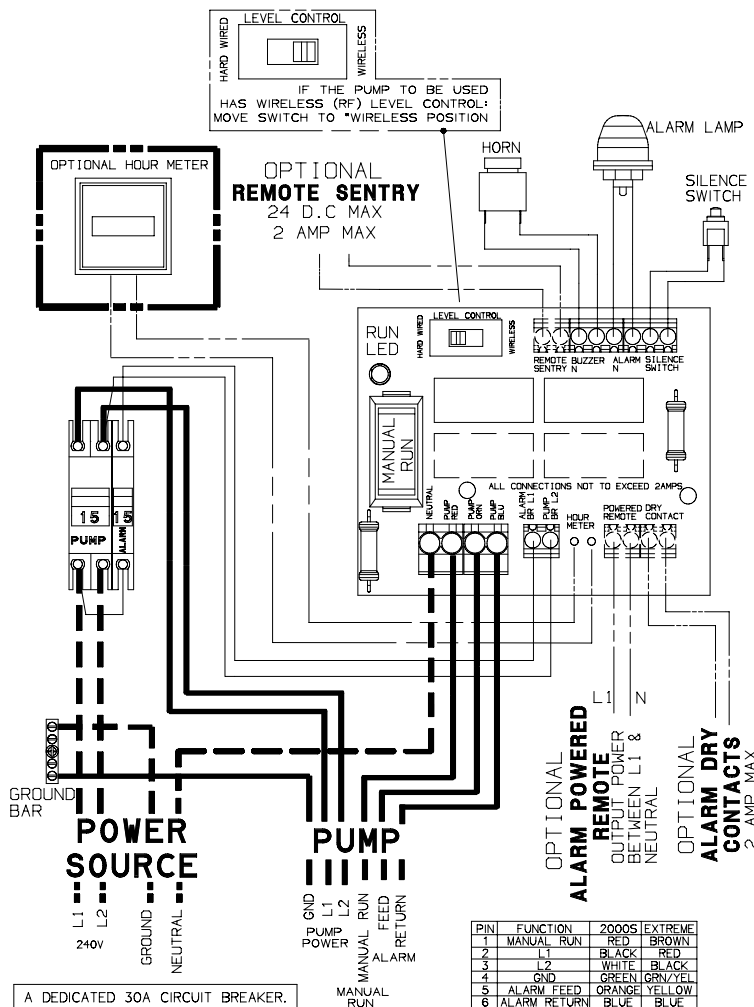 LEVEL CONTROL
HARD WIRED
WIRELESS
IF THE PUMP TO BE USED
HAS WIRELESS (RF) LEVEL CONTROL:
MOVE SWITCH TO "WIRELESS POSITION
OPTIONAL HOUR METER
OPTIONAL
REMOTE SENTRY
24 D.C MAX
2 AMP MAX
HORN
ALARM LAMP
SILENCE
SWITCH
RUN
LED
LEVEL CONTROL
HARD WIRED
WIRELESS
REMOTE
SENTRY
BUZZER
N
ALARM
N
SILENCE
SWITCH
MANUAL
RUN
ALL CONNECTIONS NOT TO EXCEED 2AMPS
NEUTRAL
PUMP
RED
PUMP
ORN
PUMP
BLU
ALARM
BR L1
PUMP
BR L2
HOUR
METER
POWERED
REMOTE
DRY
CONTACT
15
15
PUMP
ALARM
GROUND
BAR
POWER
SOURCE
L1
L2
240V
GROUND
NEUTRAL
PUMP
GND
L1
L2
PUMP
POWER
MANUAL RUN
MANUAL
RUN
FEED
RETURN
ALARM
L1
N
OPTIONAL
ALARM POWERED
REMOTE
OUTPUT POWER
BETWEEN L1 &
NEUTRAL
OPTIONAL
ALARM DRY
CONTACTS
2 AMP MAX
PIN FUNCTION 2000S EXTREME
1 MANUAL RUN RED BROWN
2 L1 BLACK RED
3 L2 WHITE BLACK
4 GND GREEN GRN/YEL
5 ALARM FEED ORANGE YELLOW
6 ALARM RETURN BLUE BLUE
A DEDICATED 30A CIRCUIT BREAKER.